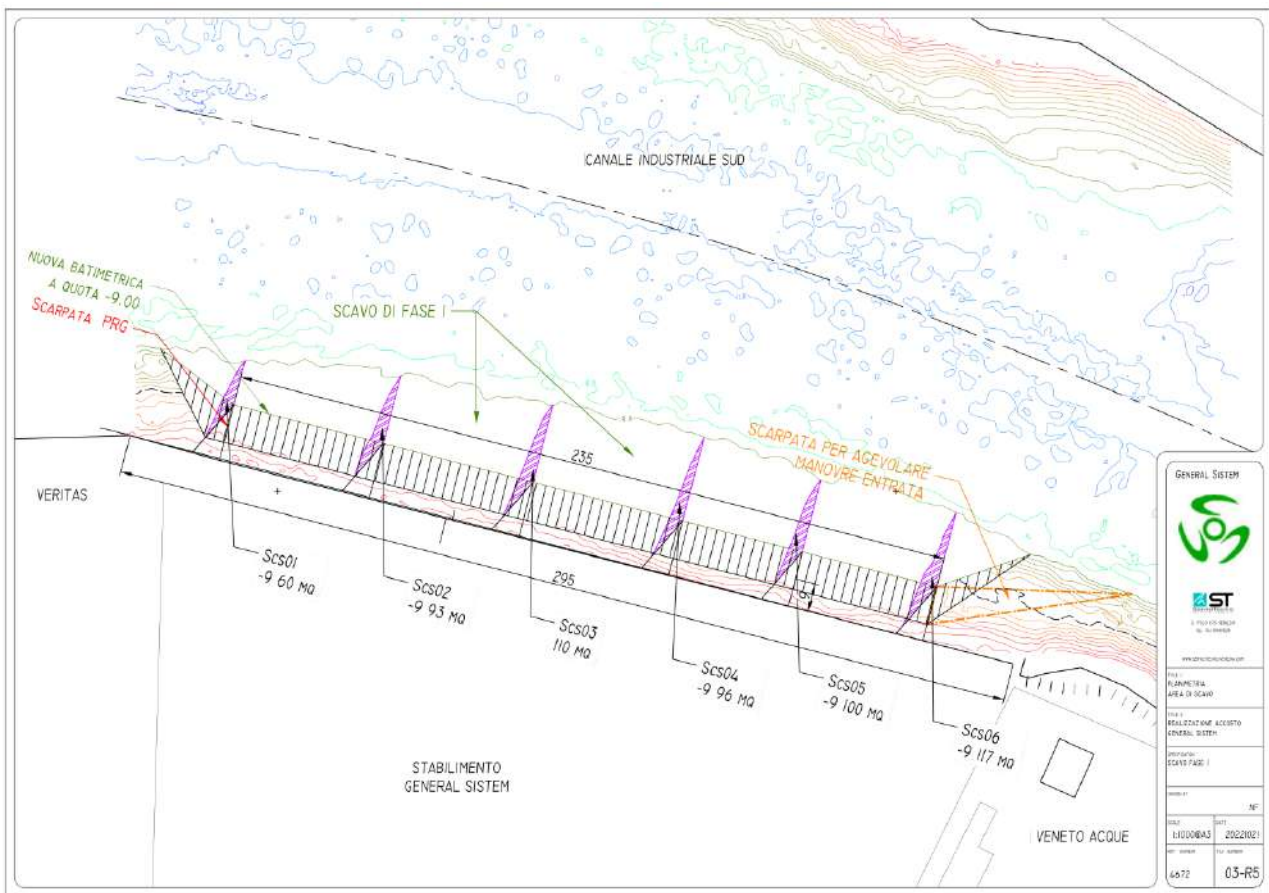 CANALE INDUSTRIALE SUD
NUOVA BATIMETRICA
A QUOTA -9.00
SCARPATA PRG
SCAVO DI FASE I
SCARPATA PER AGEVOLARE
MANOVRE ENTRATA
235
295
VERITAS
Scs01
-9 60 MQ
Scs02
-9 93 MQ
Scs03
110 MQ
Scs04
-9 96 MQ
Scs05
-9 100 MQ
Scs06
-9 117 MQ
STABILIMENTO
GENERAL SISTEM
VENETO ACQUE
GENERAL SISTEM
ST
PLANIMETRIA
AREA DI SCAVO
REALIZZAZIONE ACCOSTO
GENERAL SISTEM
SCAVO FASE I
NF
SCALE
1:1000@A3
DATE
20221021
4672
03-R5